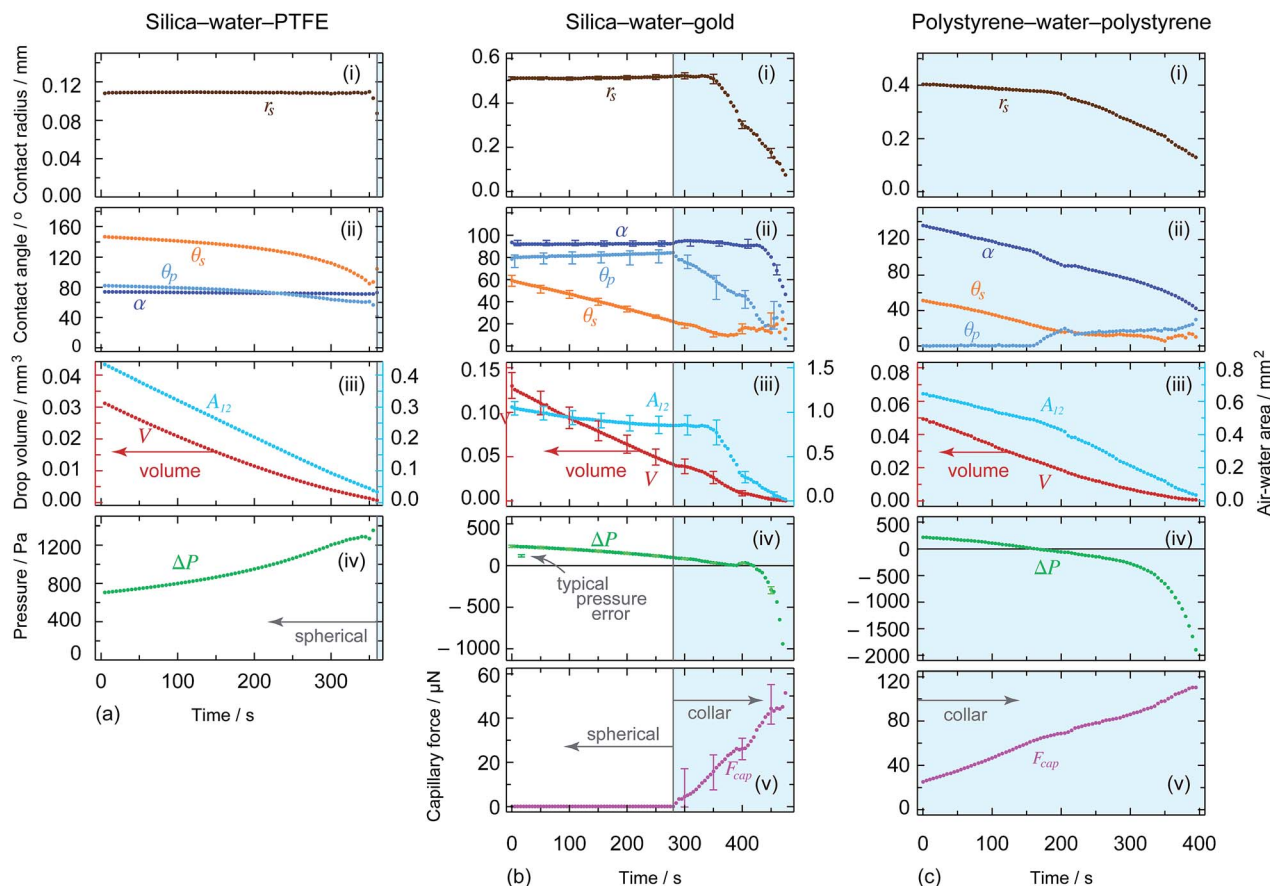 Silica–water–PTFE
Silica–water–gold
Polystyrene–water–polystyrene
Contact radius / mm
0.12
0.08
0.04
0.00
(i)
r_s
0.6
0.4
0.2
0.0
(i)
r_s
0.4
0.2
0.0
(i)
r_s
Contact angle / º
160
120
80
40
0
(ii)
θ_s
θ_p
α
100
80
60
40
20
0
(ii)
α
θ_p
θ_s
120
80
40
0
(ii)
α
θ_s
θ_p
Drop volume / mm³
0.04
0.03
0.02
0.01
0.00
(iii)
A_12
V
volume
0.4
0.3
0.2
0.1
0.0
V
0.15
0.10
0.05
0.00
(iii)
A_12
volume
V
1.5
1.0
0.5
0.0
0.08
0.06
0.04
0.02
0.00
(iii)
A_12
volume
V
0.8
0.6
0.4
0.2
0.0
Air-water area / mm²
Pressure / Pa
1200
800
400
0
(iv)
ΔP
spherical
500
0
– 500
– 1000
(iv)
ΔP
typical
pressure
error
500
0
– 500
– 1000
– 1500
– 2000
(iv)
ΔP
0 100 200 300
(a)
Time / s
Capillary force / µN
60
40
20
0
collar
spherical
F_cap
(v)
0 100 200 300 400
(b)
Time / s
120
80
40
0
collar
F_cap
(v)
0 100 200 300 400
(c)
Time / s